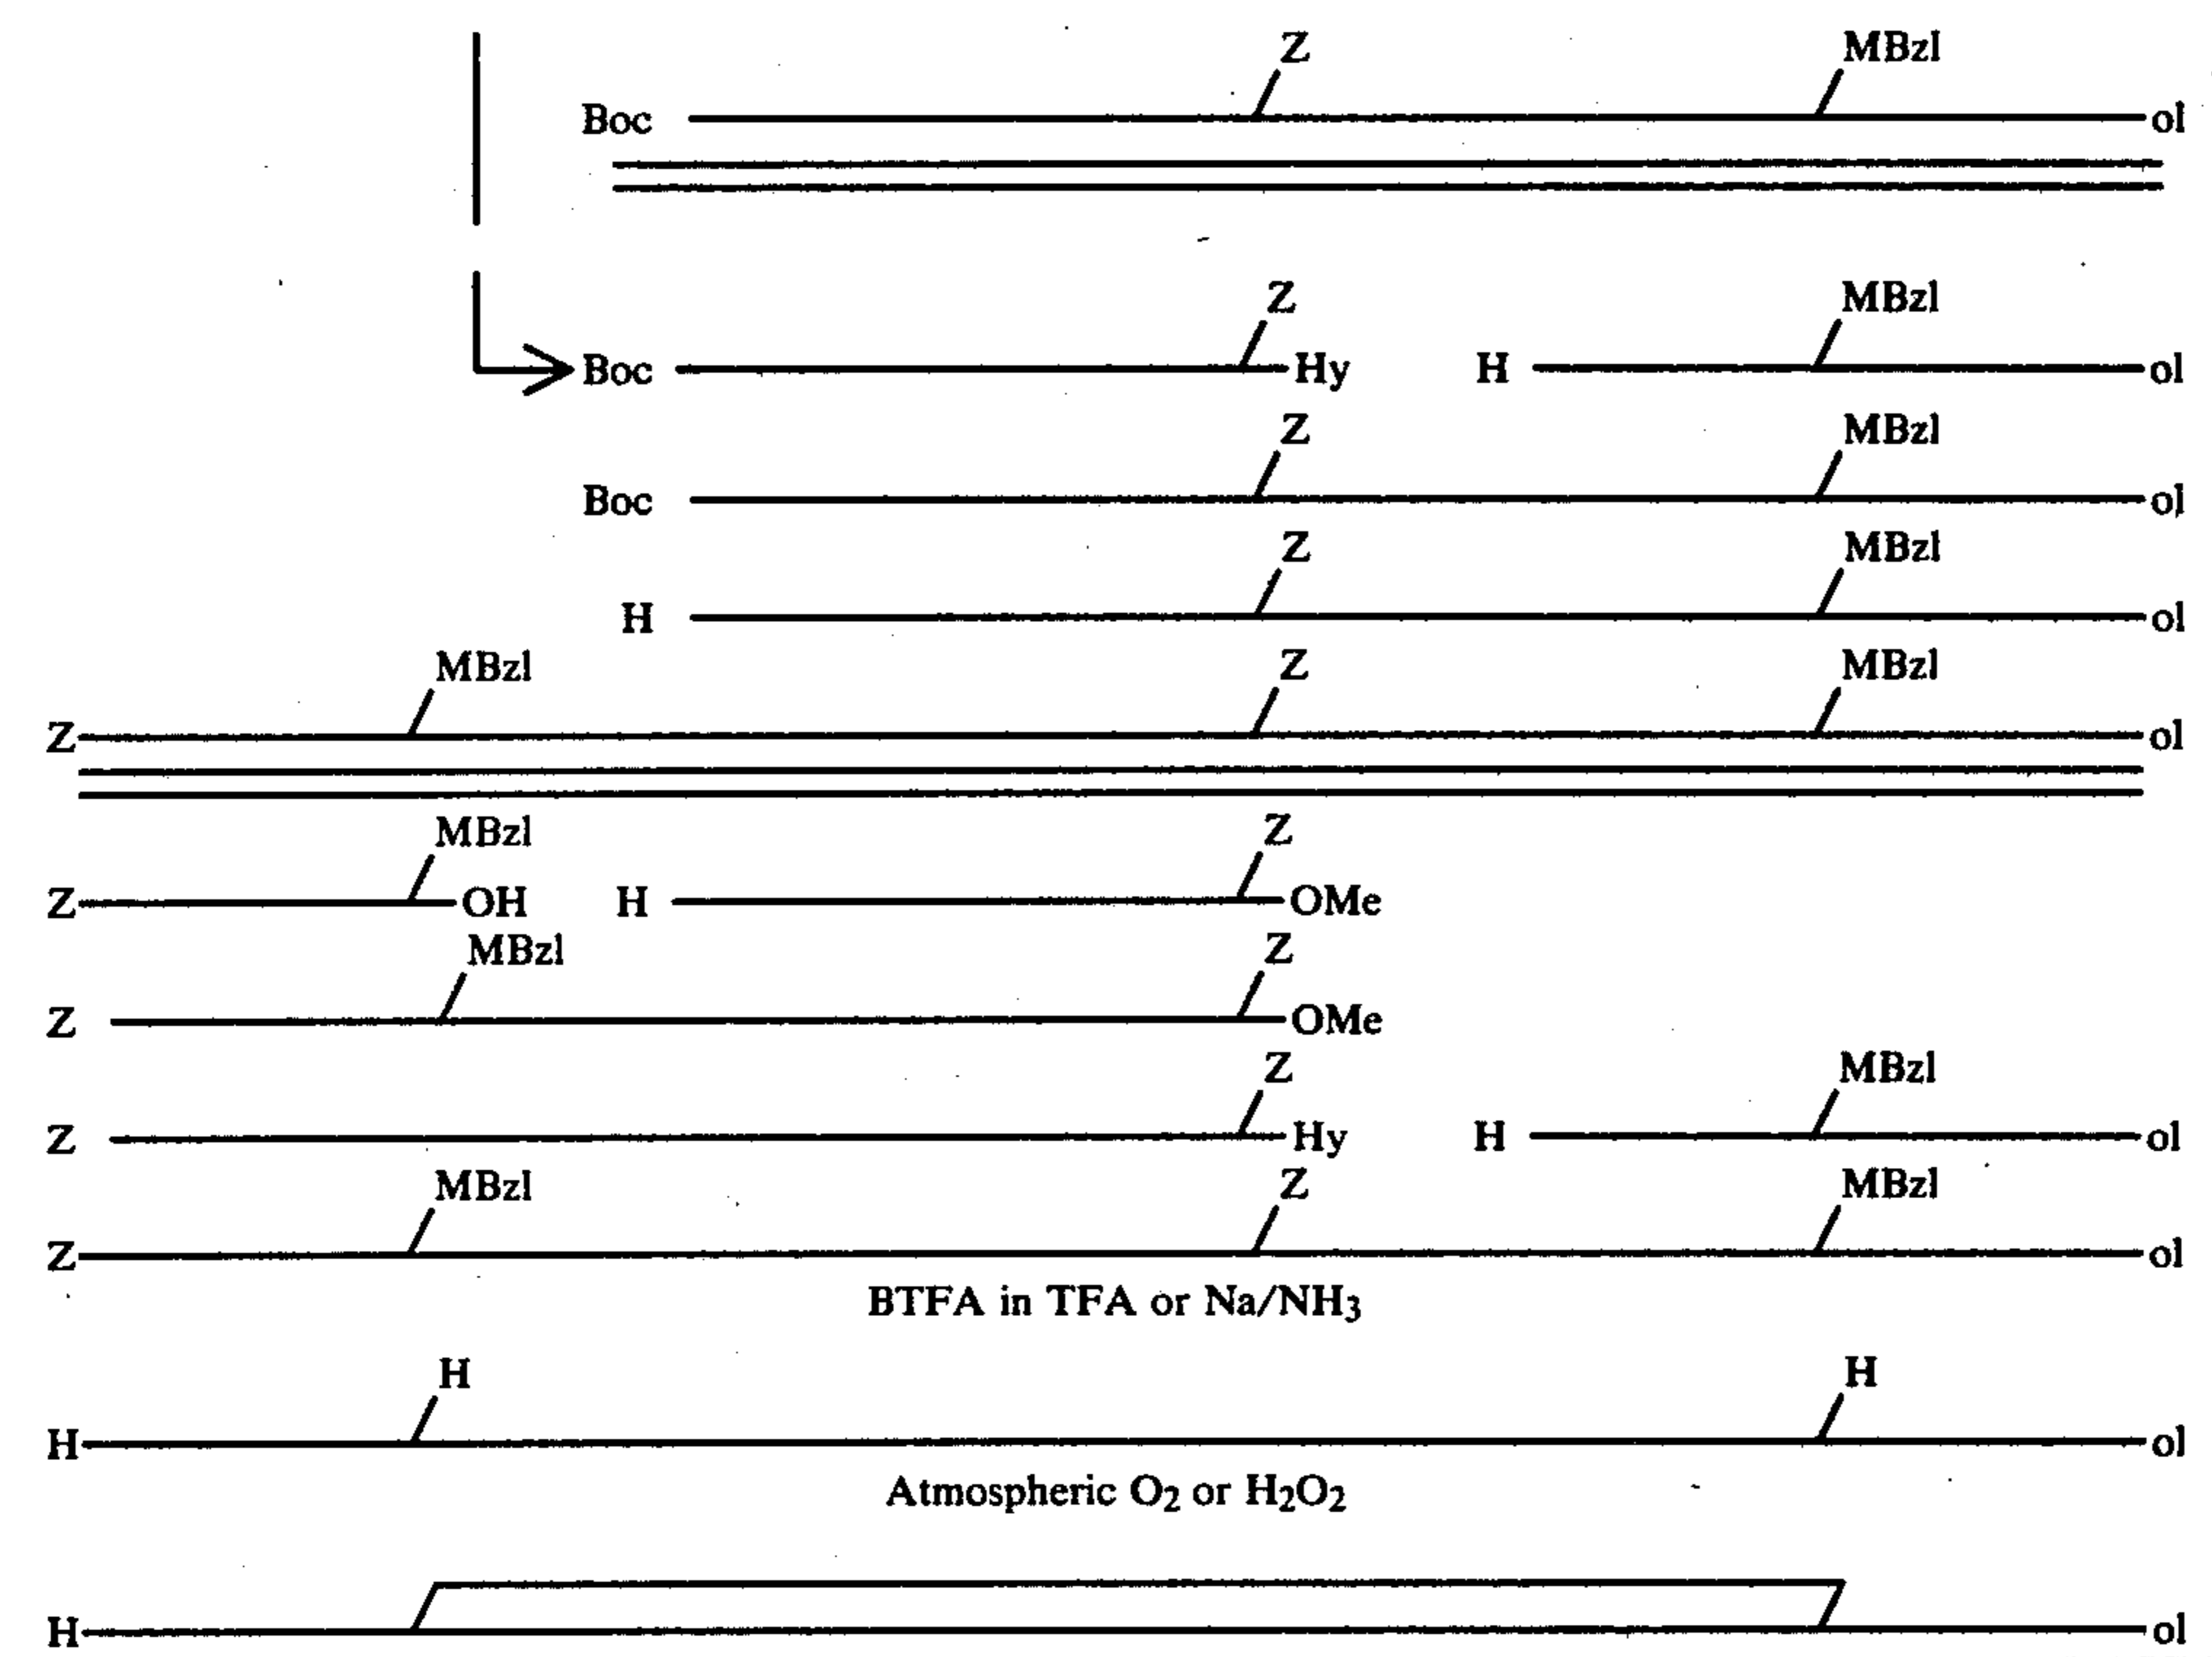 Z MBzl
Boc ol
Z MBzl
Boc Hy H ol
Z MBzl
Boc ol
Z MBzl
H ol
MBzl Z MBzl
Z ol
MBzl Z
Z OH H OMe
MBzl Z
Z OMe
Z MBzl
Z Hy H ol
MBzl Z MBzl
Z ol
BTFA in TFA or Na/NH3
H H
H ol
Atmospheric O2 or H2O2
H ol